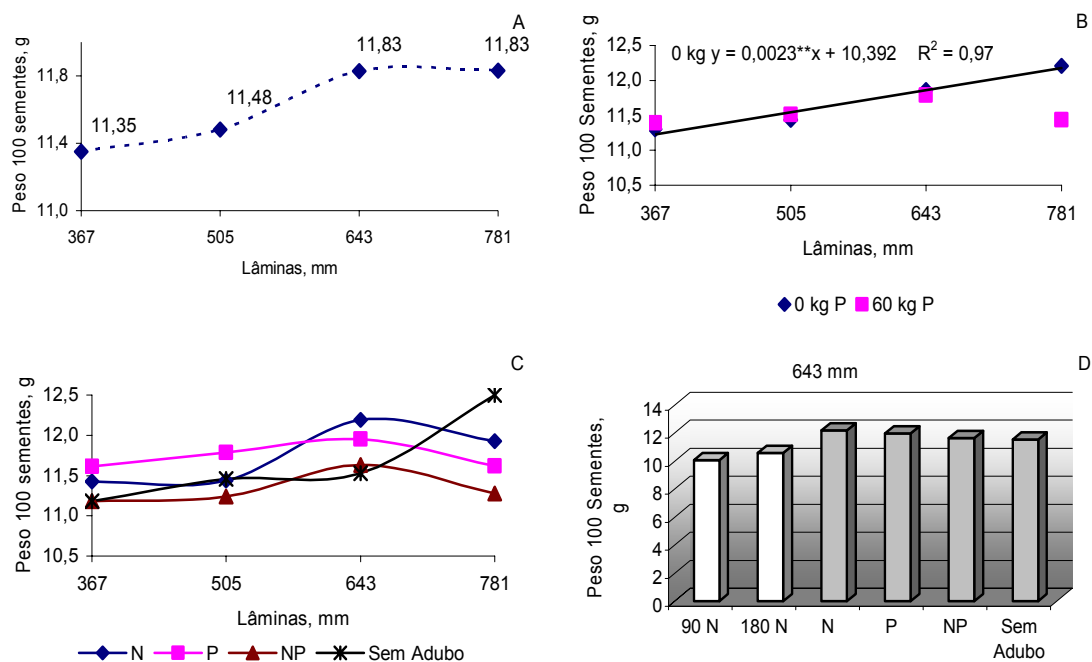 A
Peso 100 sementes, g
11,8
11,4
11,0
11,35
11,48
11,83
11,83
367 505 643 781
Lâminas, mm
B
Peso 100 Sementes, g
12,5
12,0
11,5
11,0
10,5
0 kg y = 0,0023**x + 10,392 R² = 0,97
367 505 643 781
Lâminas, mm
0 kg P 60 kg P
C
Peso 100 sementes, g
12,5
12,0
11,5
11,0
10,5
367 505 643 781
Lâminas, mm
N P NP Sem Adubo
D
643 mm
Peso 100 Sementes,
g
14
12
10
8
6
4
2
0
90 N 180 N N P NP Sem
Adubo